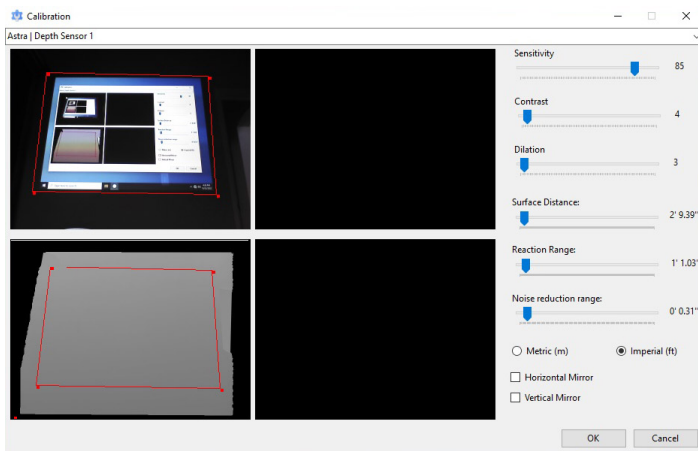 Calibration
Astra | Depth Sensor 1
Sensitivity
85
Contrast
4
Dilation
3
Surface Distance:
2' 9.39"
Reaction Range:
1' 1.03"
Noise reduction range:
0' 0.31"
Metric (m)
Imperial (ft)
Horizontal Mirror
Vertical Mirror
OK
Cancel